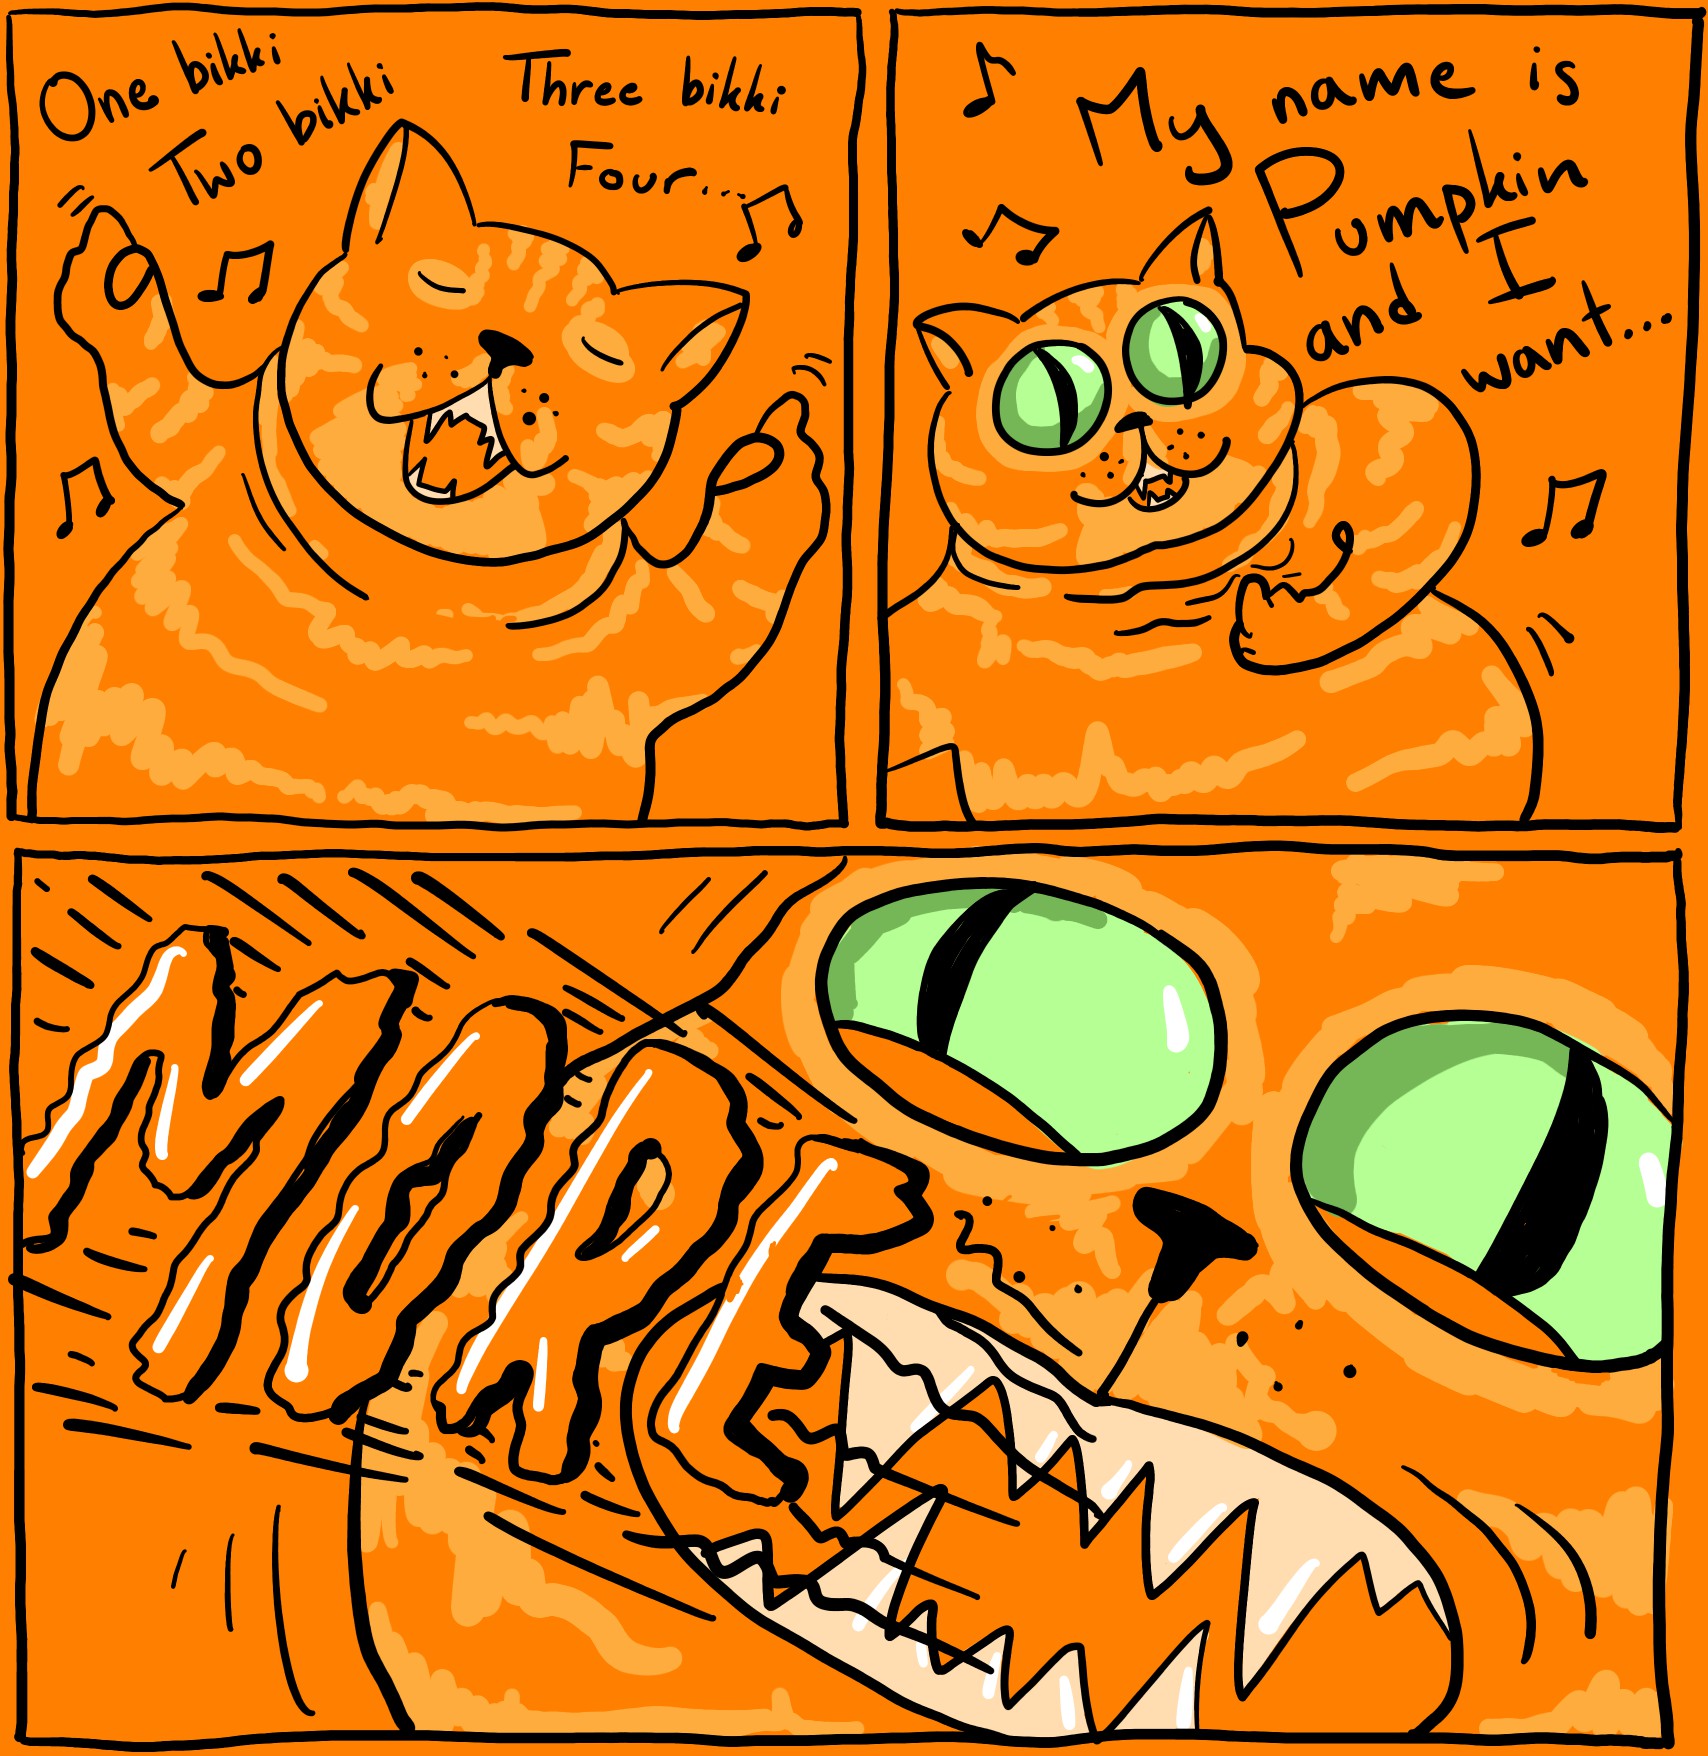 One bikki
Two bikki
Three bikki
Four...
My name is
Pumpkin
and I
want...
MORE